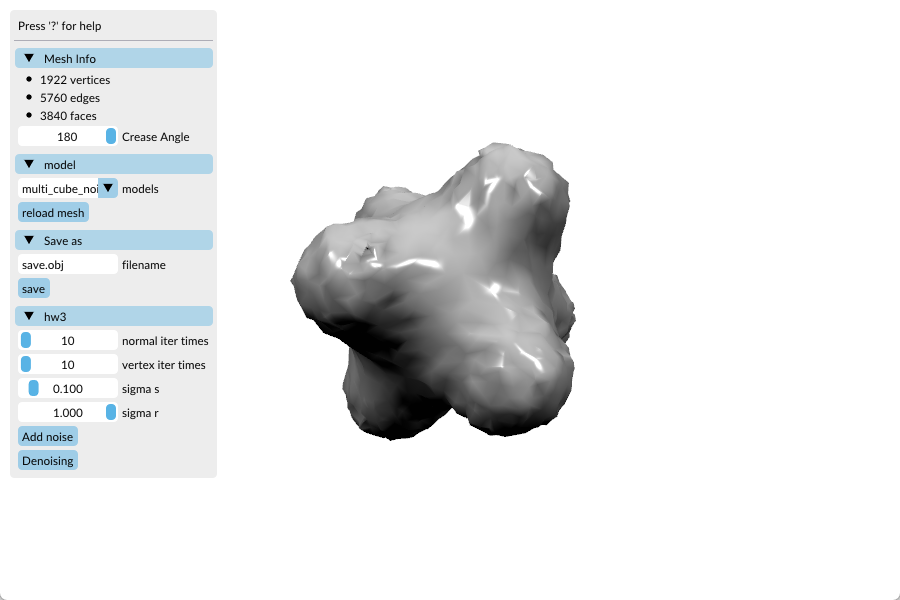 Press '?' for help
Mesh Info
1922 vertices
5760 edges
3840 faces
180 Crease Angle
model
multi_cube_noi models
reload mesh
Save as
save.obj filename
save
hw3
10 normal iter times
10 vertex iter times
0.100 sigma s
1.000 sigma r
Add noise
Denoising